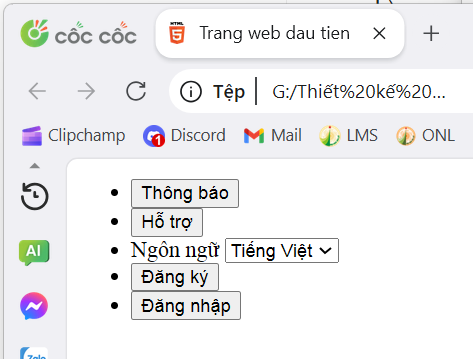 cốc cốc
Trang web dau tien
Tệp
G:/Thiết%20kế%20...
Clipchamp
Discord
Mail
LMS
ONL
Thông báo
Hỗ trợ
AI
Ngôn ngữ Tiếng Việt
Đăng ký
Đăng nhập
Zalo